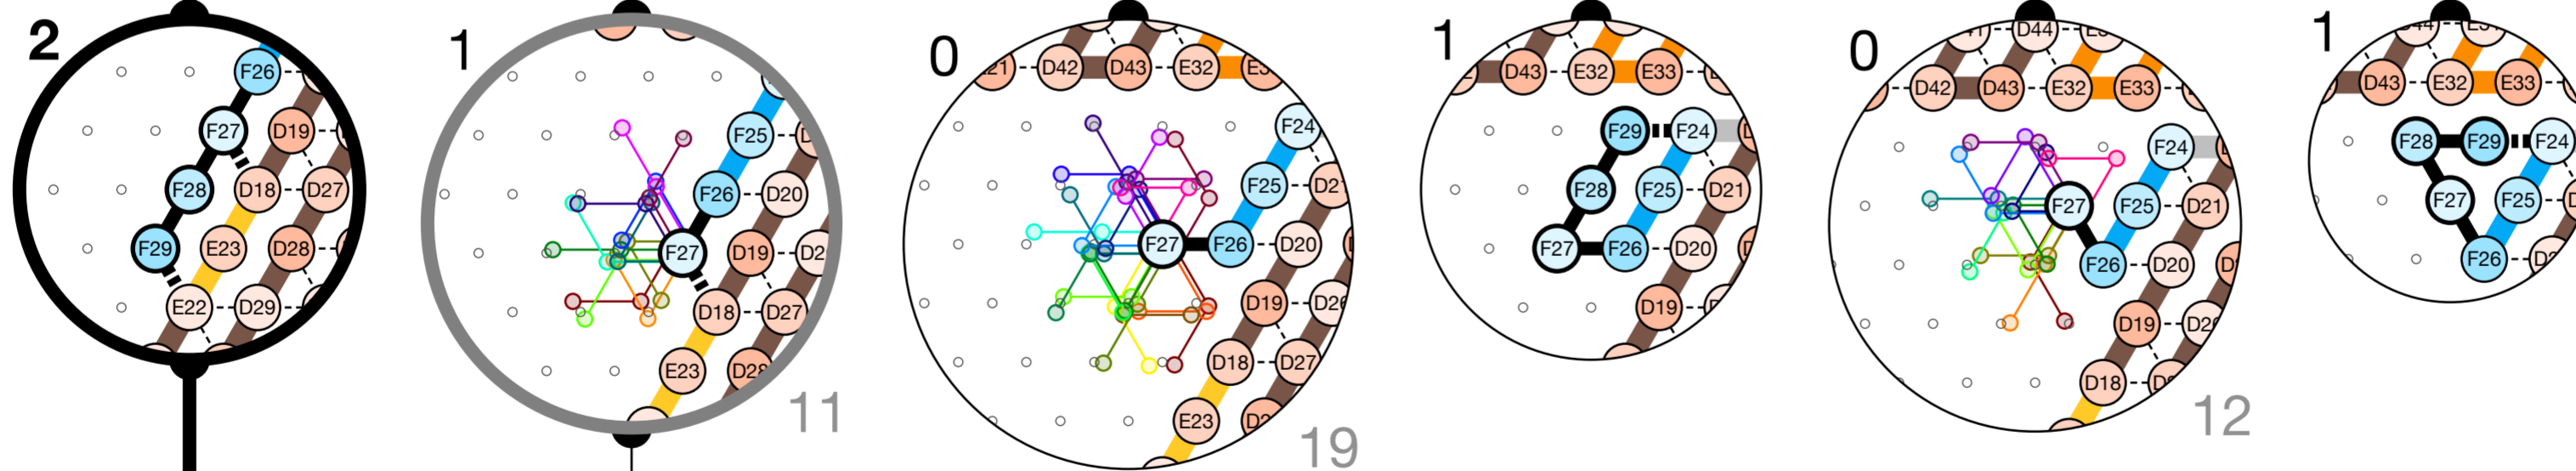 2
F26
F27 D19
F28 D18 D27
F29 E23 D28
E22 D29
1
F25
F26 D20
F27 D19
D18 D27
E23 D28
11
0
D42 D43 E32
F24
F25
F27 F26 D20
D19 D26
D18 D27
E23
19
1
D43 E32 E33
F29 F24
F28 F25 D21
F27 F26 D20
D19
0
D44
D42 D43 E32 E33
F24
F27 F25 D21
F26 D20
D19
D18
12
1
D43 E32 E33
F28 F29 F24
F27 F25
F26